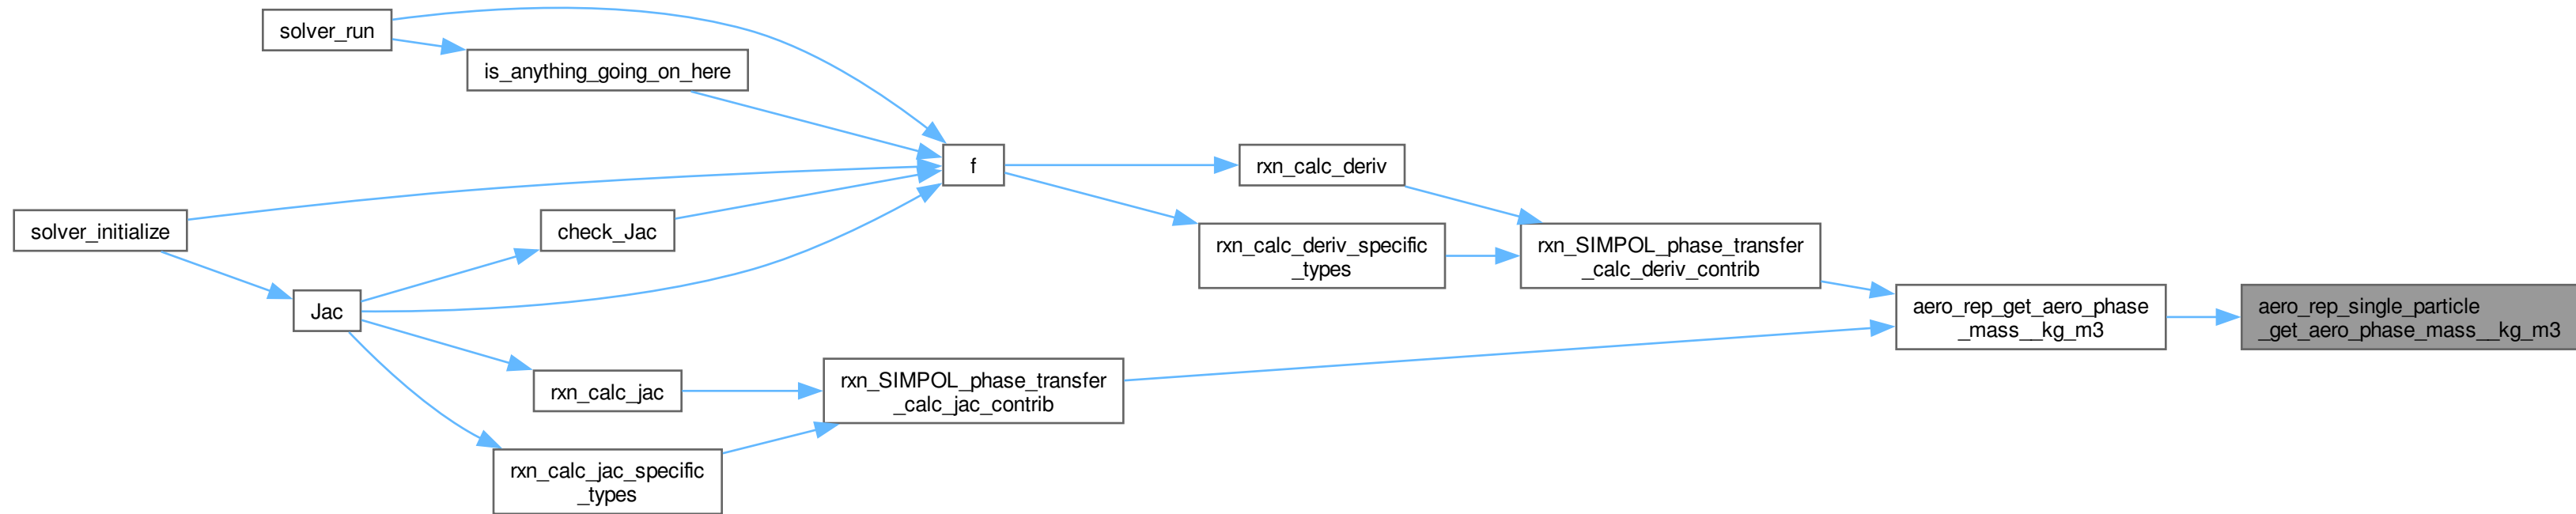 solver_run
is_anything_going_on_here
f
rxn_calc_deriv
solver_initialize
check_Jac
rxn_calc_deriv_specific
_types
rxn_SIMPOL_phase_transfer
_calc_deriv_contrib
Jac
aero_rep_get_aero_phase
_mass__kg_m3
aero_rep_single_particle
_get_aero_phase_mass__kg_m3
rxn_calc_jac
rxn_SIMPOL_phase_transfer
_calc_jac_contrib
rxn_calc_jac_specific
_types